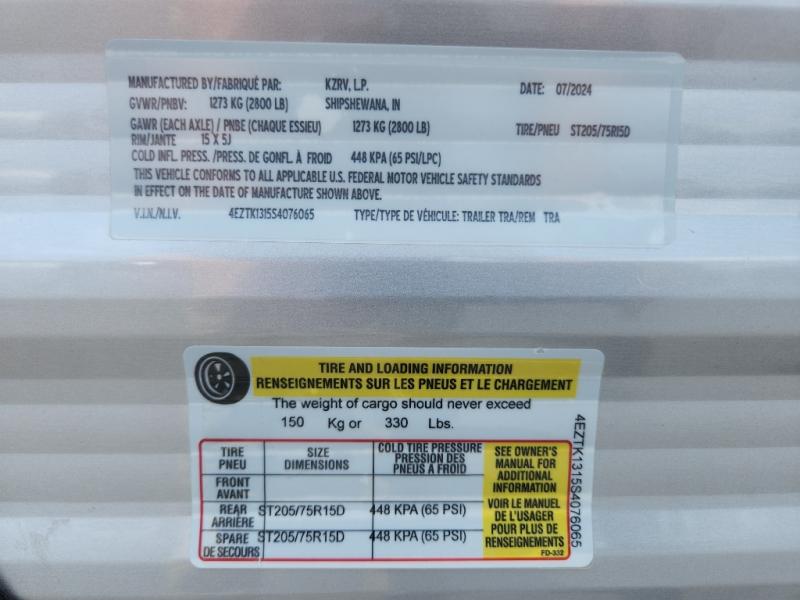 MANUFACTURED BY/FABRIQUÉ PAR: KZRV, L.P. DATE: 07/2024
GVWR/PNBV: 1273 KG (2800 LB) SHIPSHEWANA, IN
GAWR (EACH AXLE) / PNBE (CHAQUE ESSIEU) 1273 KG (2800 LB) TIRE/PNEU ST205/75R15D
RIM/JANTE 15 X 5J
COLD INFL. PRESS. /PRESS. DE GONFL. À FROID 448 KPA (65 PSI/LPC)
THIS VEHICLE CONFORMS TO ALL APPLICABLE U.S. FEDERAL MOTOR VEHICLE SAFETY STANDARDS
IN EFFECT ON THE DATE OF MANUFACTURE SHOWN ABOVE.
V.I.N./N.I.V. 4EZTK1315S4076065 TYPE/TYPE DE VÉHICULE: TRAILER TRA/REM TRA
TIRE AND LOADING INFORMATION
RENSEIGNEMENTS SUR LES PNEUS ET LE CHARGEMENT
The weight of cargo should never exceed
150 Kg or 330 Lbs.
TIRE
PNEU
SIZE
DIMENSIONS
COLD TIRE PRESSURE
PRESSION DES
PNEUS A FROID
FRONT
AVANT
REAR
ARRIÈRE
ST205/75R15D 448 KPA (65 PSI)
SPARE
DE SECOURS
ST205/75R15D 448 KPA (65 PSI)
SEE OWNER'S
MANUAL FOR
ADDITIONAL
INFORMATION
VOIR LE MANUEL
DE L'USAGER
POUR PLUS DE
RENSEIGNEMENTS
FD-332
4EZTK1315S4076065